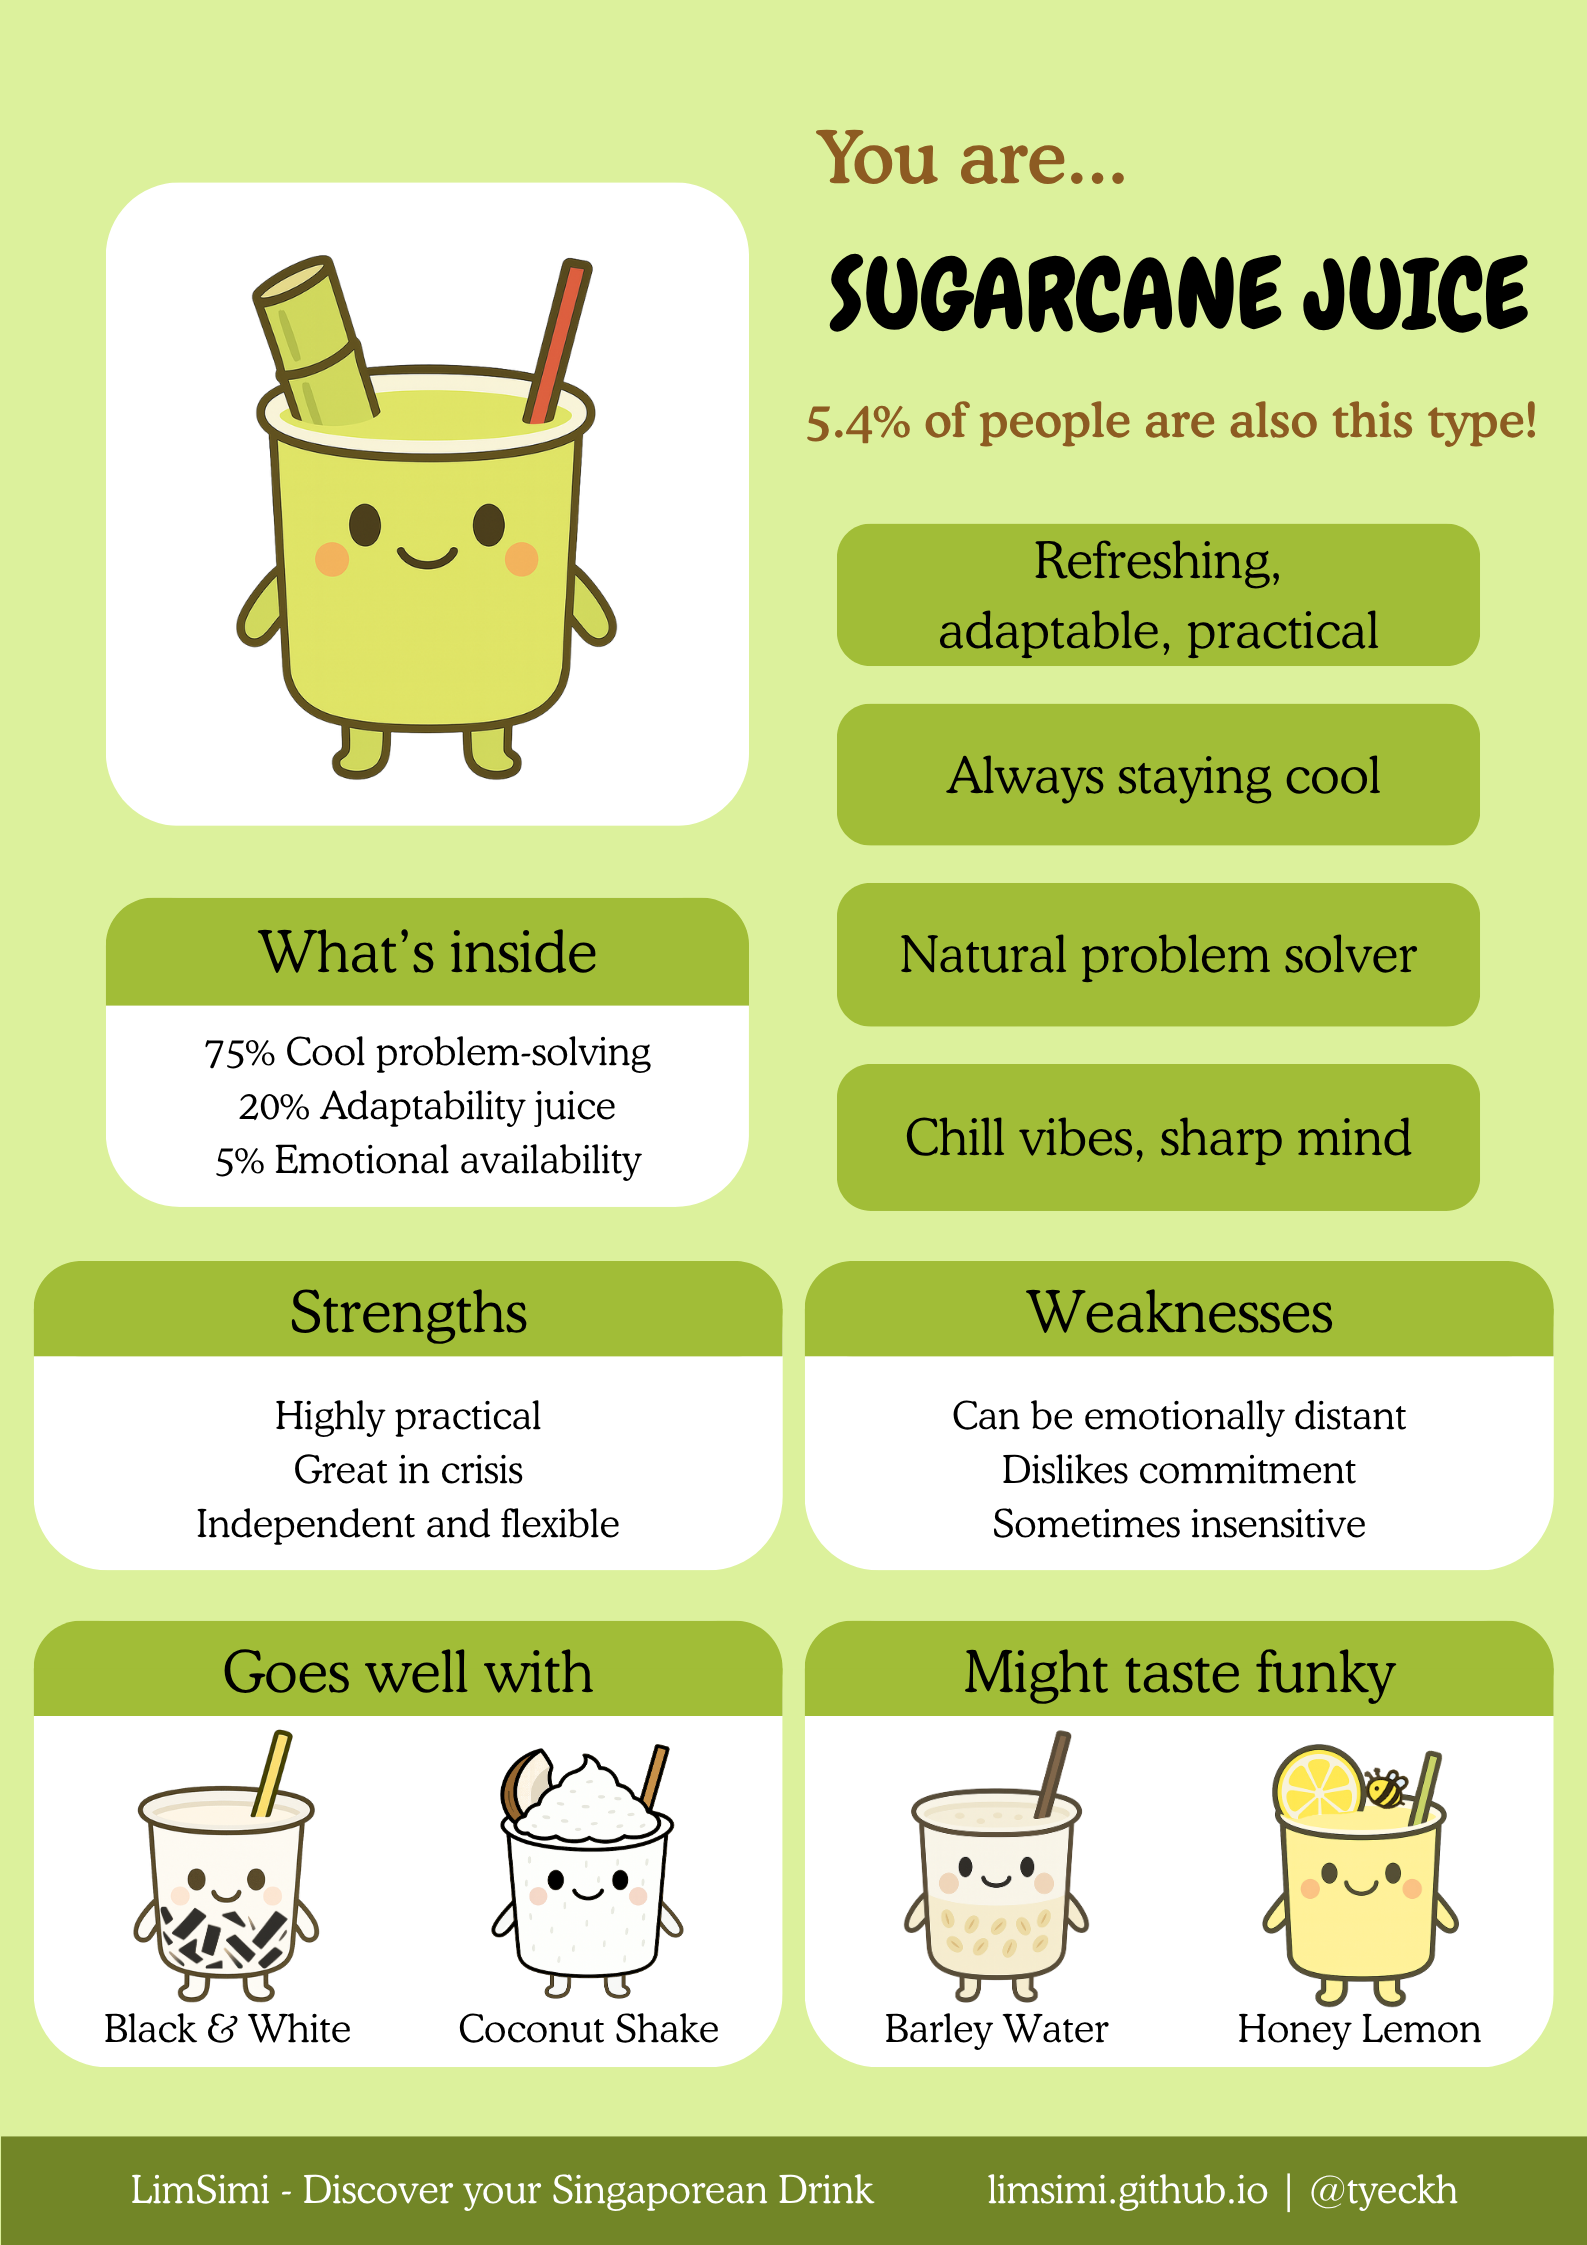 You are...
SUGARCANE JUICE
5.4% of people are also this type!
Refreshing,
adaptable, practical
Always staying cool
Natural problem solver
Chill vibes, sharp mind
What's inside
75% Cool problem-solving
20% Adaptability juice
5% Emotional availability
Strengths
Highly practical
Great in crisis
Independent and flexible
Weaknesses
Can be emotionally distant
Dislikes commitment
Sometimes insensitive
Goes well with
Black & White
Coconut Shake
Might taste funky
Barley Water
Honey Lemon
LimSimi - Discover your Singaporean Drink
limsimi.github.io | @tyeckh